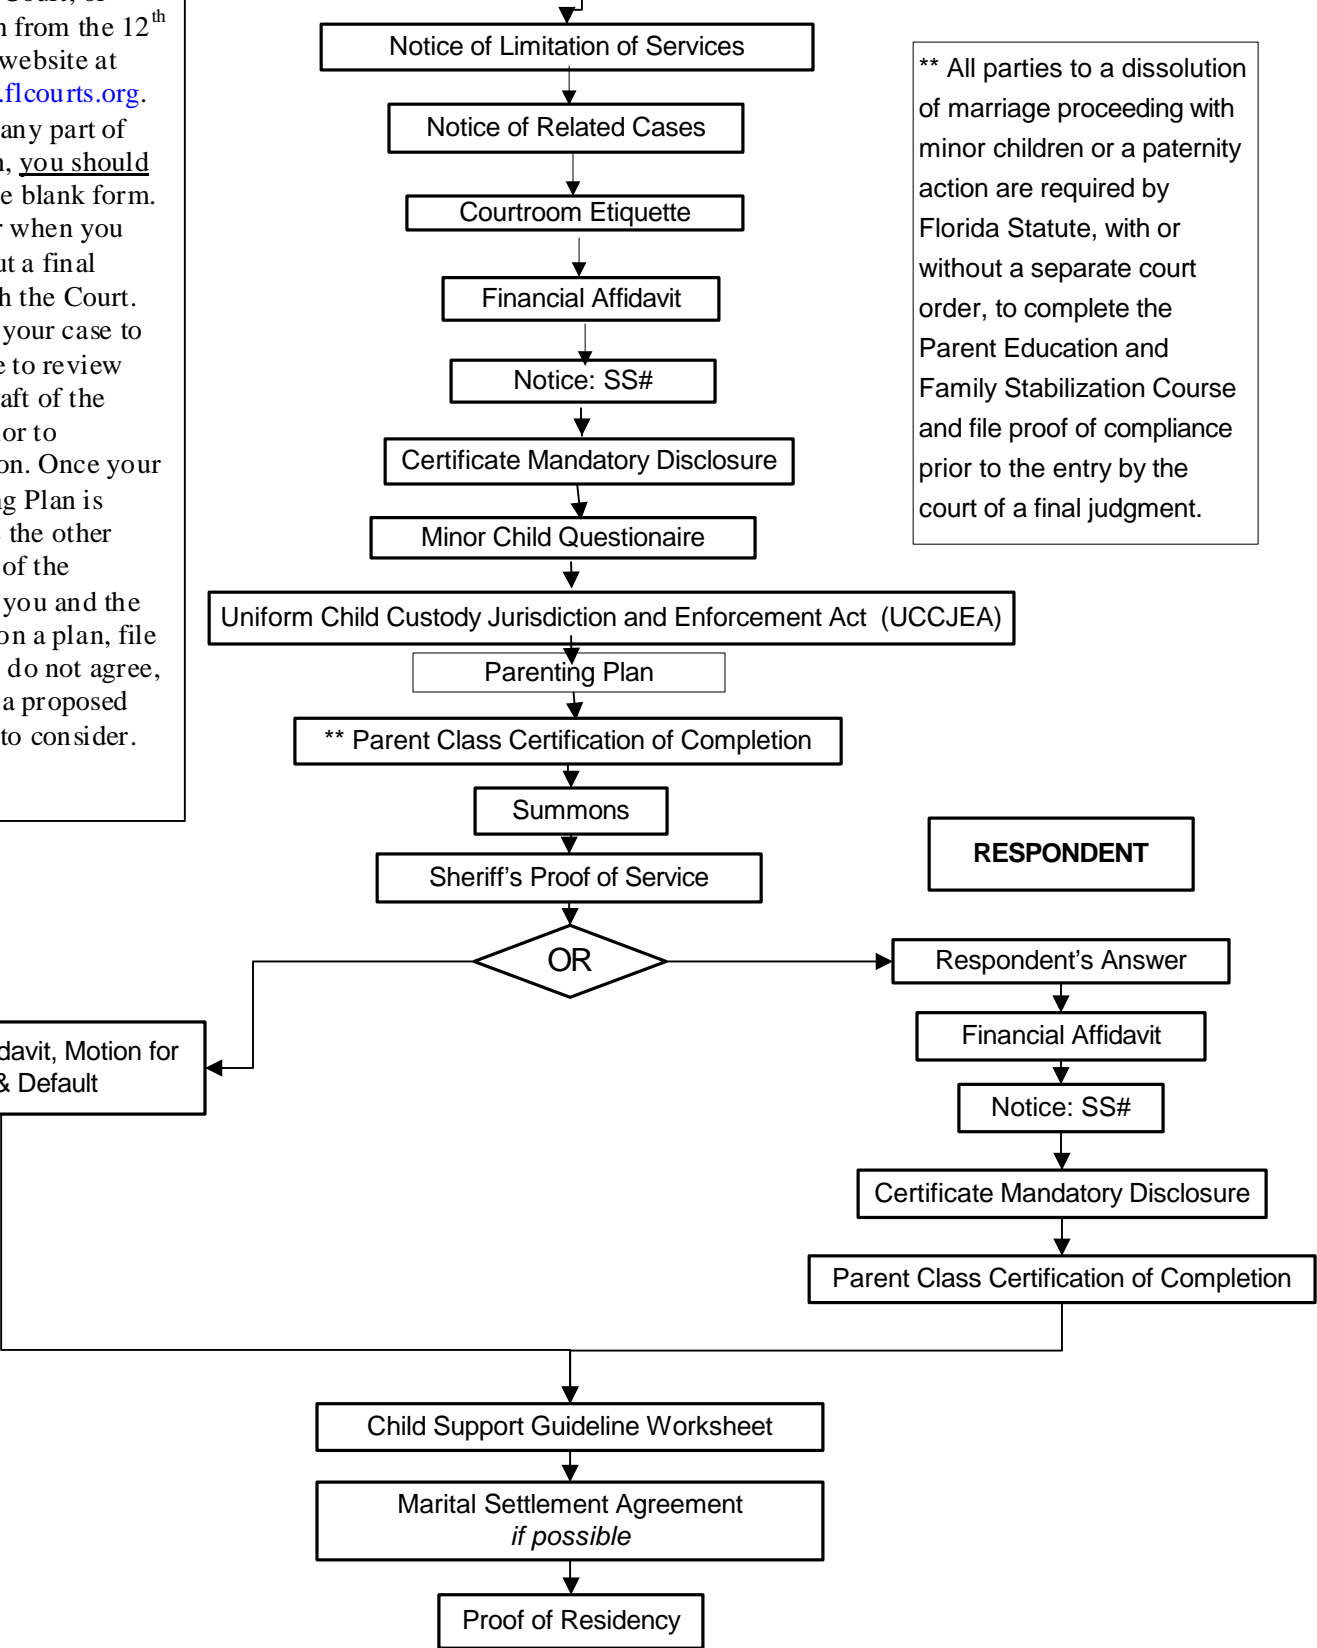 Court, or
from the 12th
website at
.flcourts.org.
any part of
you should
blank form.
when you
a final
the Court.
your case to
to review
of the
to
Once your
Plan is
the other
of the
you and the
on a plan, file
do not agree,
a proposed
to consider.
Notice of Limitation of Services
Notice of Related Cases
Courtroom Etiquette
Financial Affidavit
Notice: SS#
Certificate Mandatory Disclosure
Minor Child Questionaire
Uniform Child Custody Jurisdiction and Enforcement Act (UCCJEA)
Parenting Plan
** Parent Class Certification of Completion
Summons
Sheriff's Proof of Service
OR
** All parties to a dissolution
of marriage proceeding with
minor children or a paternity
action are required by
Florida Statute, with or
without a separate court
order, to complete the
Parent Education and
Family Stabilization Course
and file proof of compliance
prior to the entry by the
court of a final judgment.
RESPONDENT
Respondent's Answer
Financial Affidavit
Notice: SS#
Certificate Mandatory Disclosure
Parent Class Certification of Completion
Motion for
& Default
Child Support Guideline Worksheet
Marital Settlement Agreement
if possible
Proof of Residency